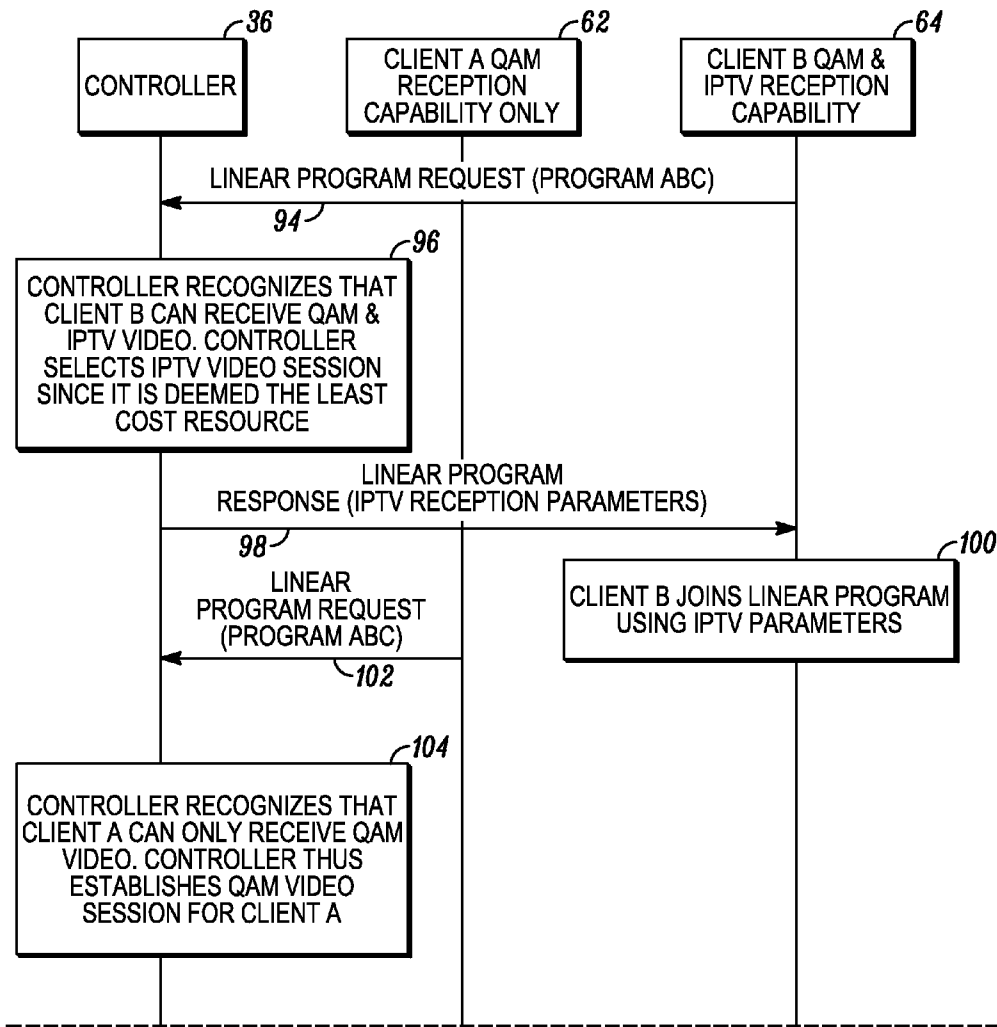 36
62
64
CONTROLLER
CLIENT A QAM
RECEPTION
CAPABILITY ONLY
CLIENT B QAM &
IPTV RECEPTION
CAPABILITY
LINEAR PROGRAM REQUEST (PROGRAM ABC)
94
96
CONTROLLER RECOGNIZES THAT
CLIENT B CAN RECEIVE QAM &
IPTV VIDEO. CONTROLLER
SELECTS IPTV VIDEO SESSION
SINCE IT IS DEEMED THE LEAST
COST RESOURCE
LINEAR PROGRAM
RESPONSE (IPTV RECEPTION PARAMETERS)
98
100
CLIENT B JOINS LINEAR PROGRAM
USING IPTV PARAMETERS
LINEAR
PROGRAM REQUEST
(PROGRAM ABC)
102
104
CONTROLLER RECOGNIZES THAT
CLIENT A CAN ONLY RECEIVE QAM
VIDEO. CONTROLLER THUS
ESTABLISHES QAM VIDEO
SESSION FOR CLIENT A